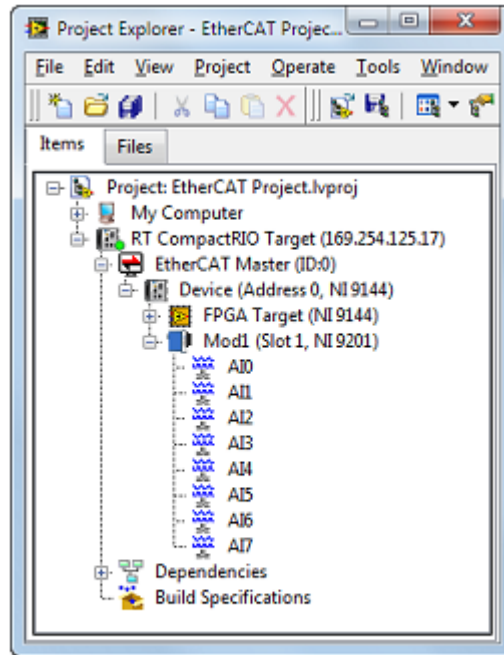 Project Explorer - EtherCAT Projec...
File Edit View Project Operate Tools Window
Items Files
Project: EtherCAT Project.lvproj
My Computer
RT CompactRIO Target (169.254.125.17)
EtherCAT Master (ID:0)
Device (Address 0, NI 9144)
FPGA Target (NI 9144)
Mod1 (Slot 1, NI 9201)
AI0
AI1
AI2
AI3
AI4
AI5
AI6
AI7
Dependencies
Build Specifications